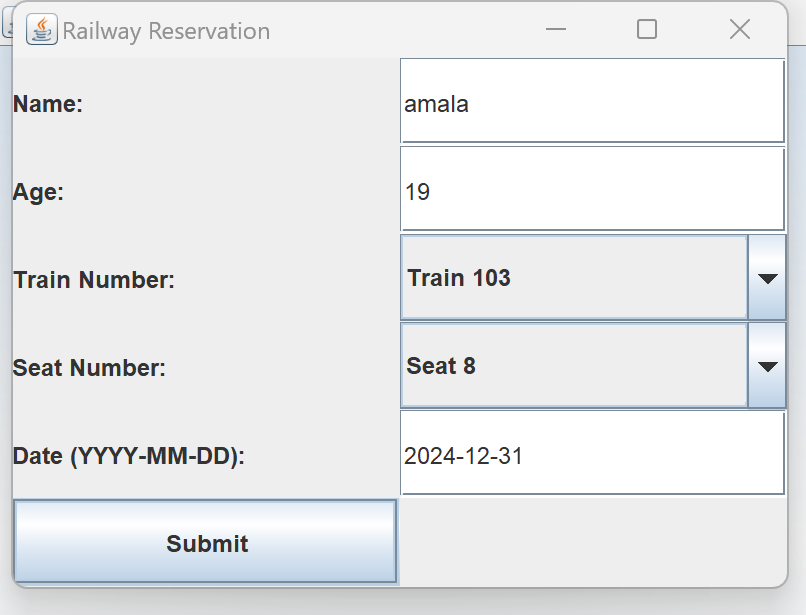 Railway Reservation
Name: amala
Age: 19
Train Number: Train 103
Seat Number: Seat 8
Date (YYYY-MM-DD): 2024-12-31
Submit